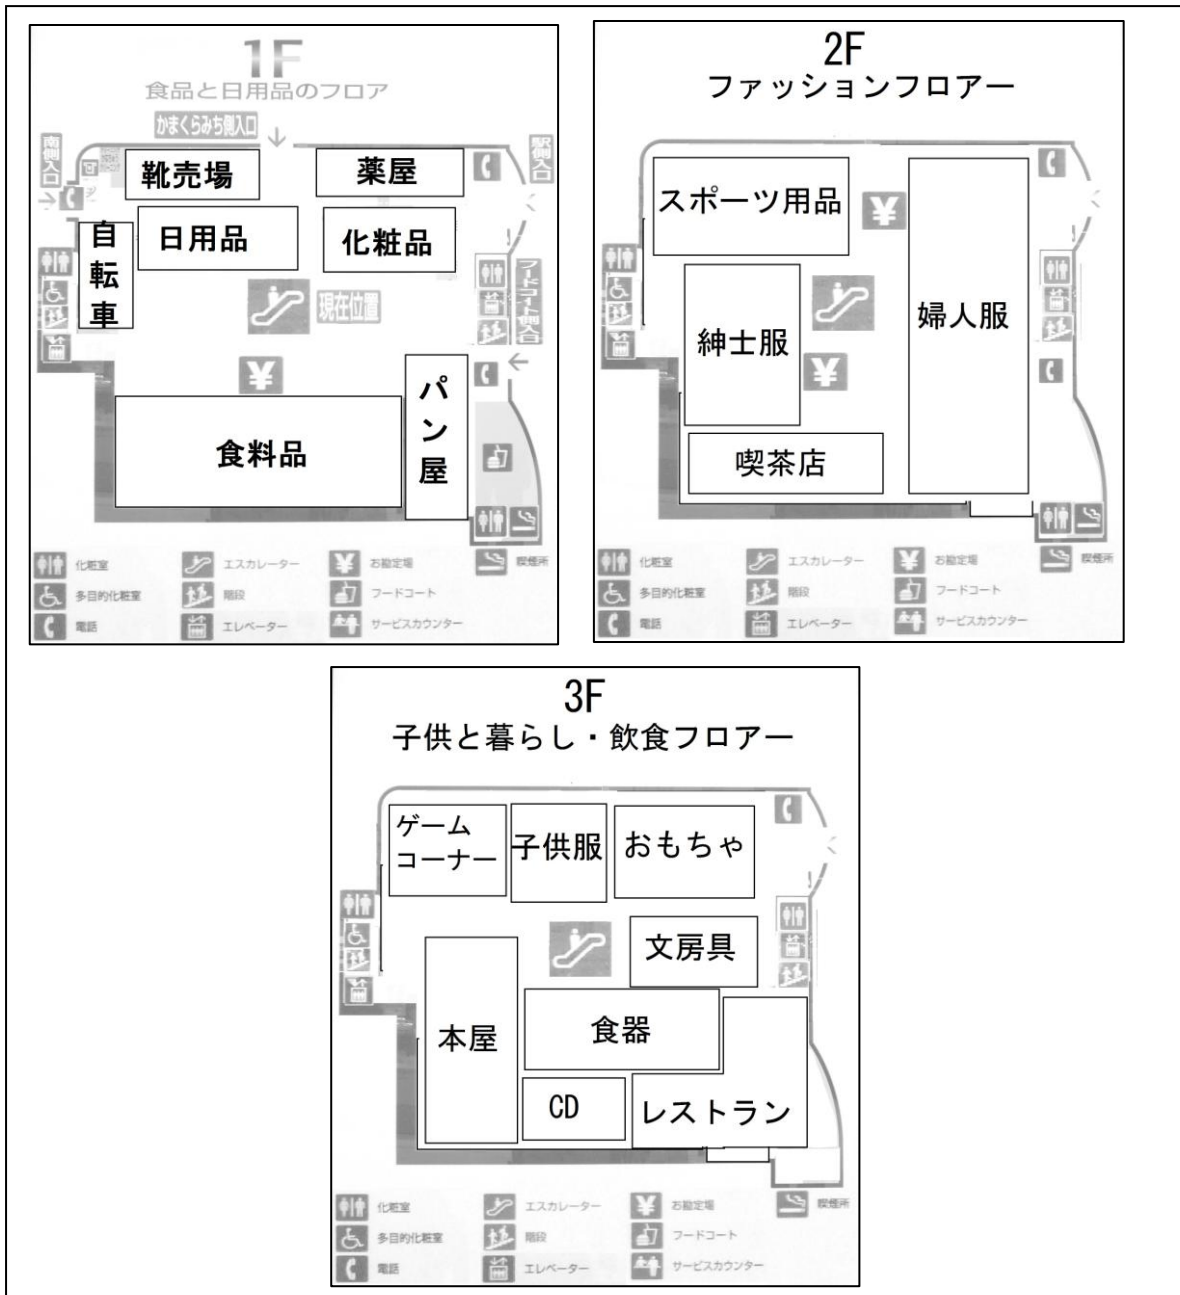 1F
食品と日用品のフロア
かまくらみち側入口
南側入口
駅側入口
靴売場
薬屋
自転車
日用品
化粧品
現在位置
フードコート側入口
¥
パン屋
食料品
化粧室
エスカレーター
¥
お勘定場
喫煙所
多目的化粧室
階段
フードコート
電話
エレベーター
サービスカウンター
2F
ファッションフロアー
スポーツ用品
¥
婦人服
紳士服
¥
喫茶店
化粧室
エスカレーター
¥
お勘定場
喫煙所
多目的化粧室
階段
フードコート
電話
エレベーター
サービスカウンター
3F
子供と暮らし・飲食フロアー
ゲーム
コーナー
子供服
おもちゃ
文房具
本屋
食器
CD
レストラン
化粧室
エスカレーター
¥
お勘定場
喫煙所
多目的化粧室
階段
フードコート
電話
エレベーター
サービスカウンター